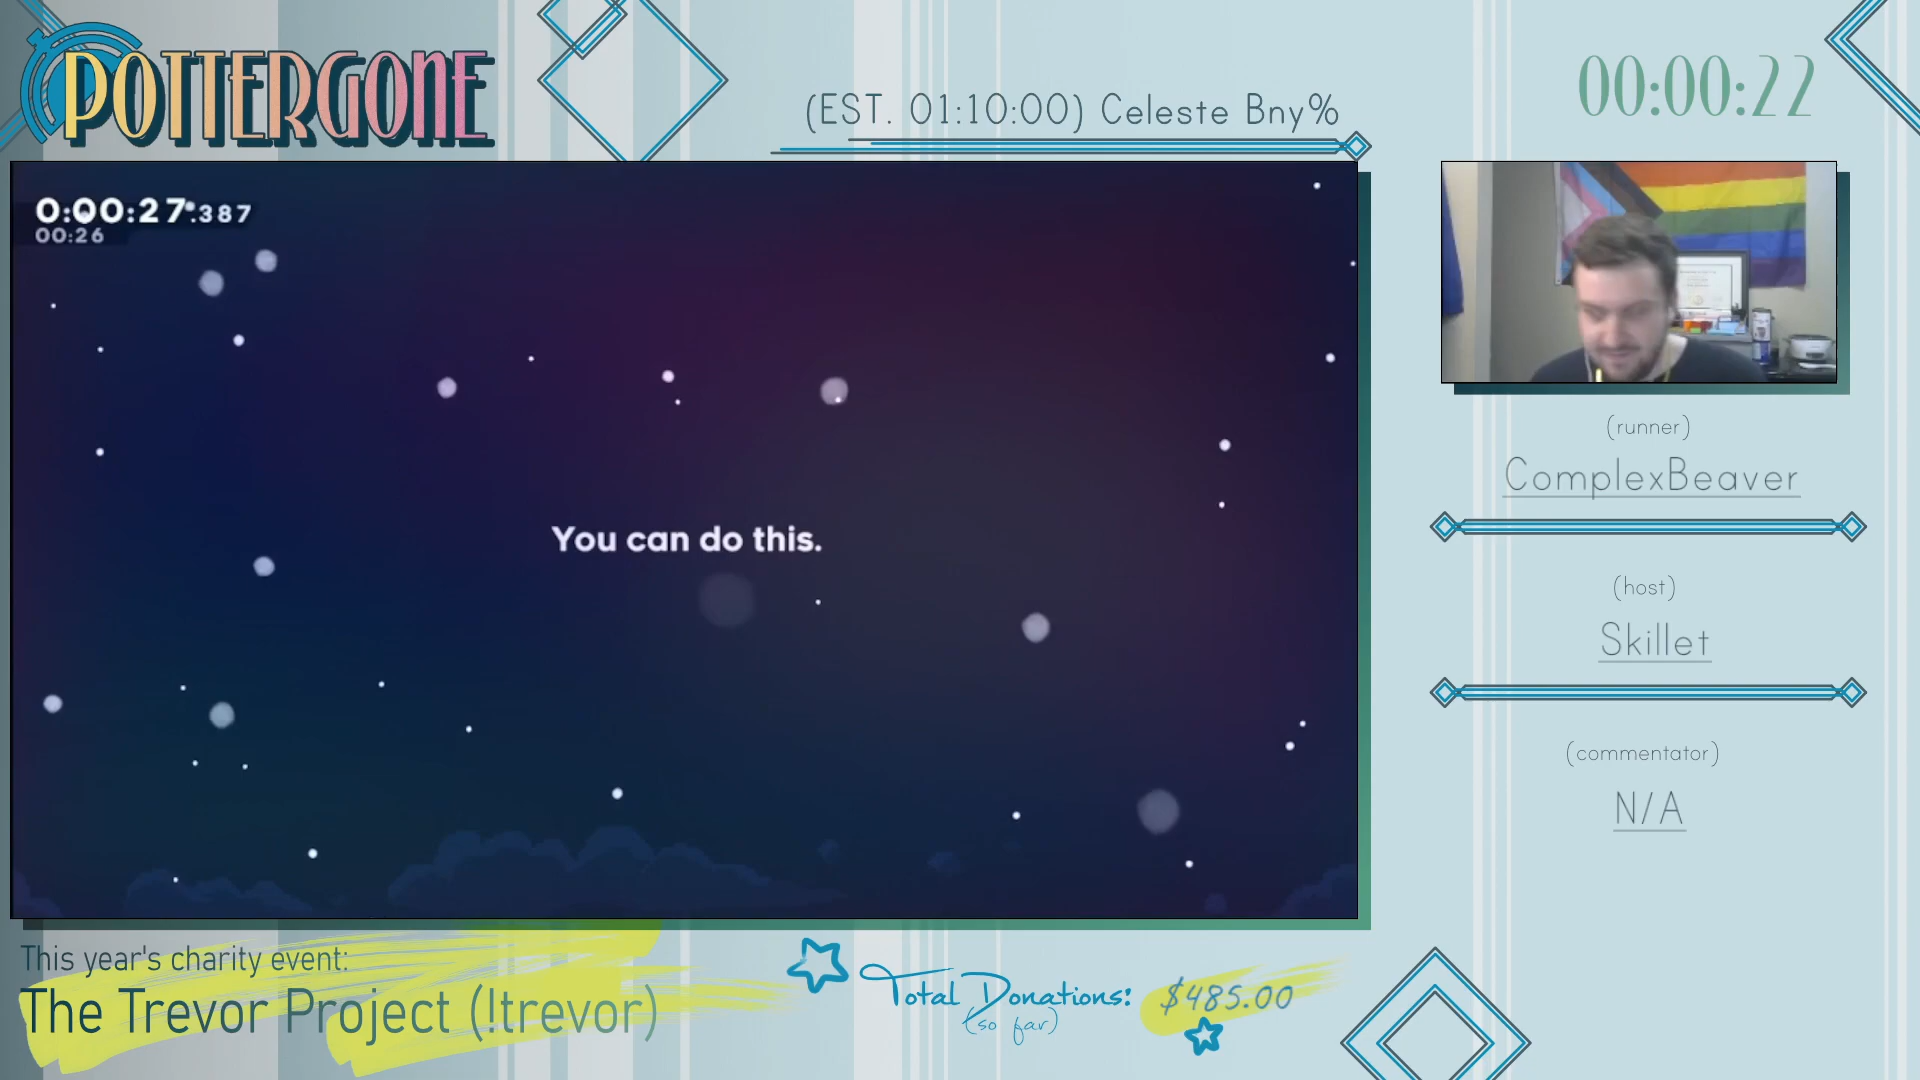 POTTERGONE
(EST. 01:10:00) Celeste Bny%
00:00:22
0:00:27.387
00:26
You can do this.
(runner)
ComplexBeaver
(host)
Skillet
(commentator)
N/A
This year's charity event:
The Trevor Project (!trevor)
Total Donations: $485.00
(so far)